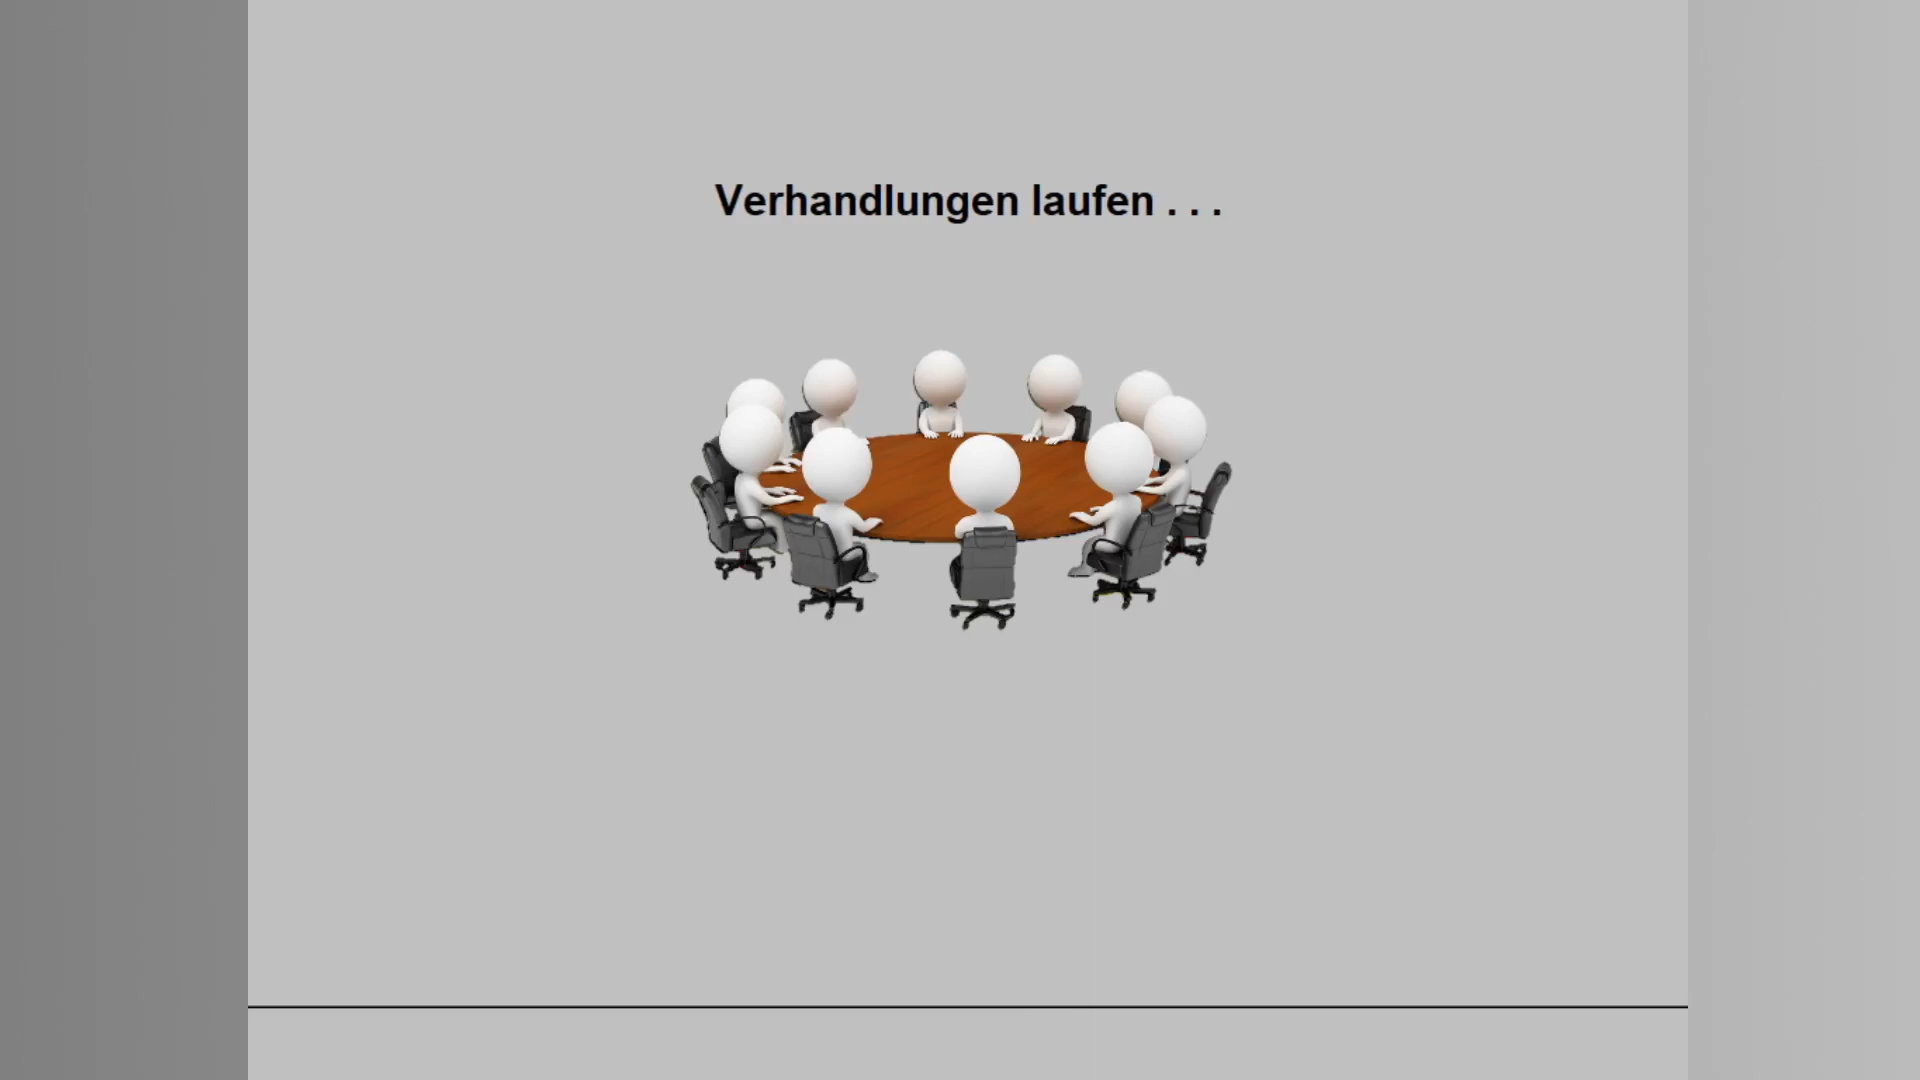 Verhandlungen laufen . . .